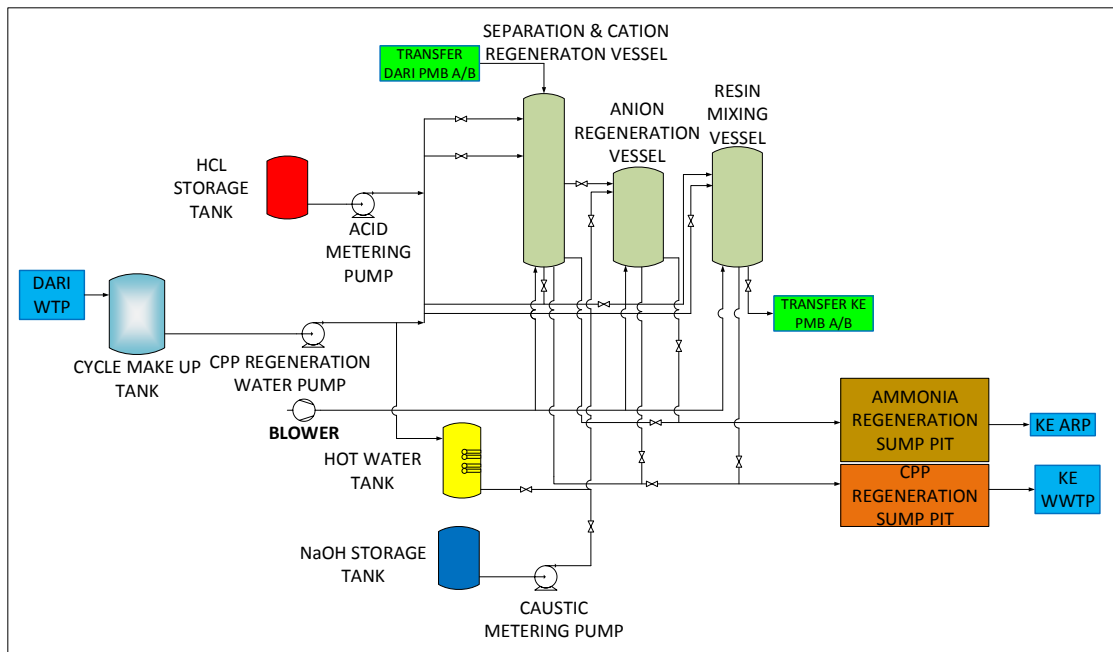 SEPARATION & CATION
REGENERATON VESSEL
TRANSFER
DARI PMB A/B
RESIN
MIXING
VESSEL
ANION
REGENERATION
VESSEL
HCL
STORAGE
TANK
ACID
METERING
PUMP
DARI
WTP
CYCLE MAKE UP
TANK
CPP REGENERATION
WATER PUMP
TRANSFER KE
PMB A/B
BLOWER
HOT WATER
TANK
AMMONIA
REGENERATION
SUMP PIT
KE ARP
CPP
REGENERATION
SUMP PIT
KE
WWTP
NaOH STORAGE
TANK
CAUSTIC
METERING PUMP